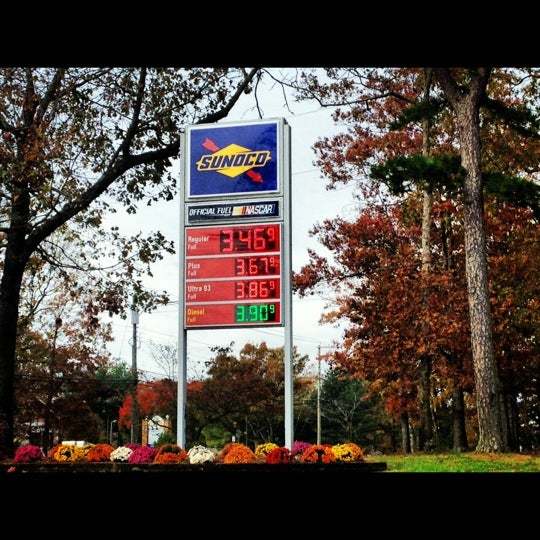 SUNOCO
OFFICIAL FUEL NASCAR
Regular 3.46 9
Full
Plus 3.67 9
Full
Ultra 93 3.86 9
Full
Diesel 3.90 9
Full